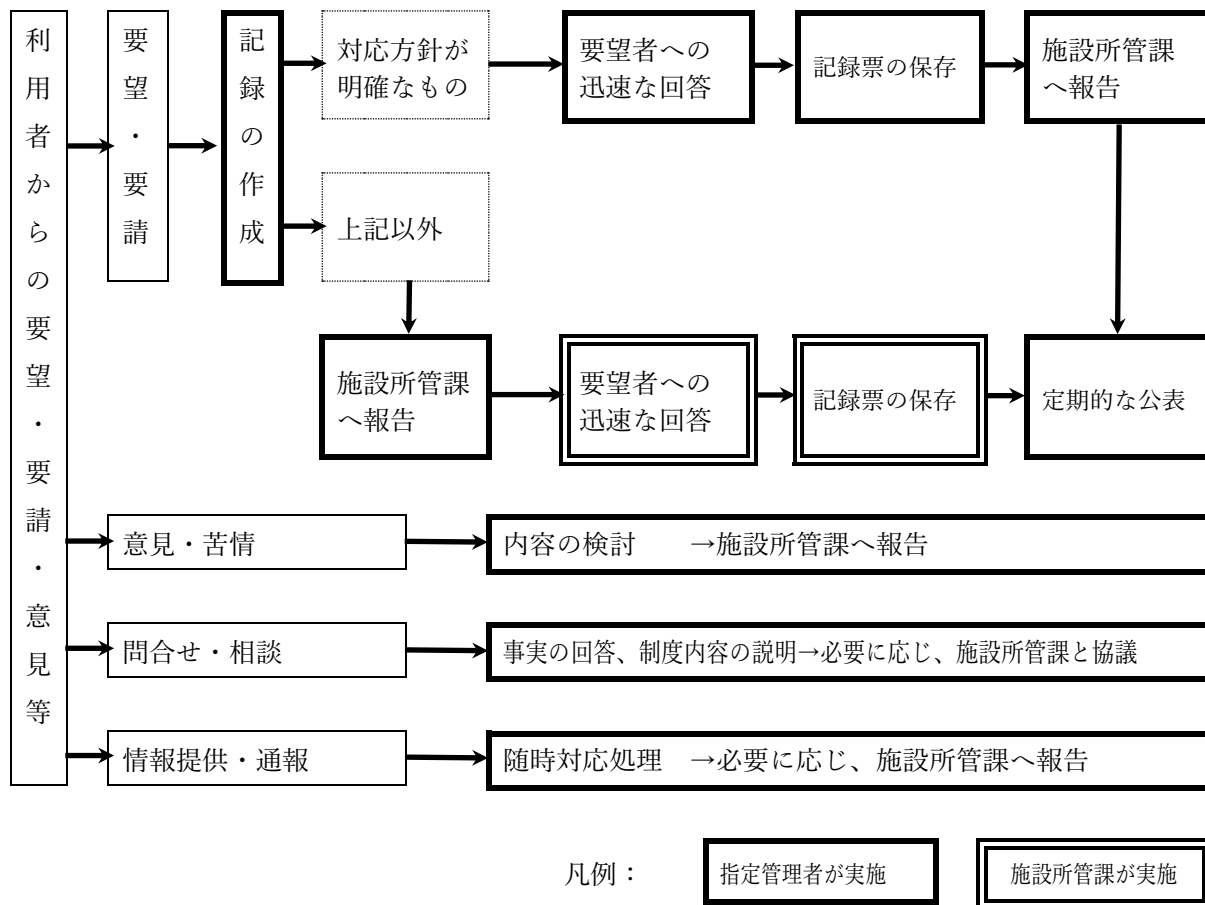 利用者からの要望・要請・意見等
要望・要請
記録の作成
対応方針が
明確なもの
要望者への
迅速な回答
記録票の保存
施設所管課
へ報告
上記以外
施設所管課
へ報告
要望者への
迅速な回答
記録票の保存
定期的な公表
意見・苦情
内容の検討　→施設所管課へ報告
問合せ・相談
事実の回答、制度内容の説明→必要に応じ、施設所管課と協議
情報提供・通報
随時対応処理　→必要に応じ、施設所管課へ報告
凡例：
指定管理者が実施
施設所管課が実施